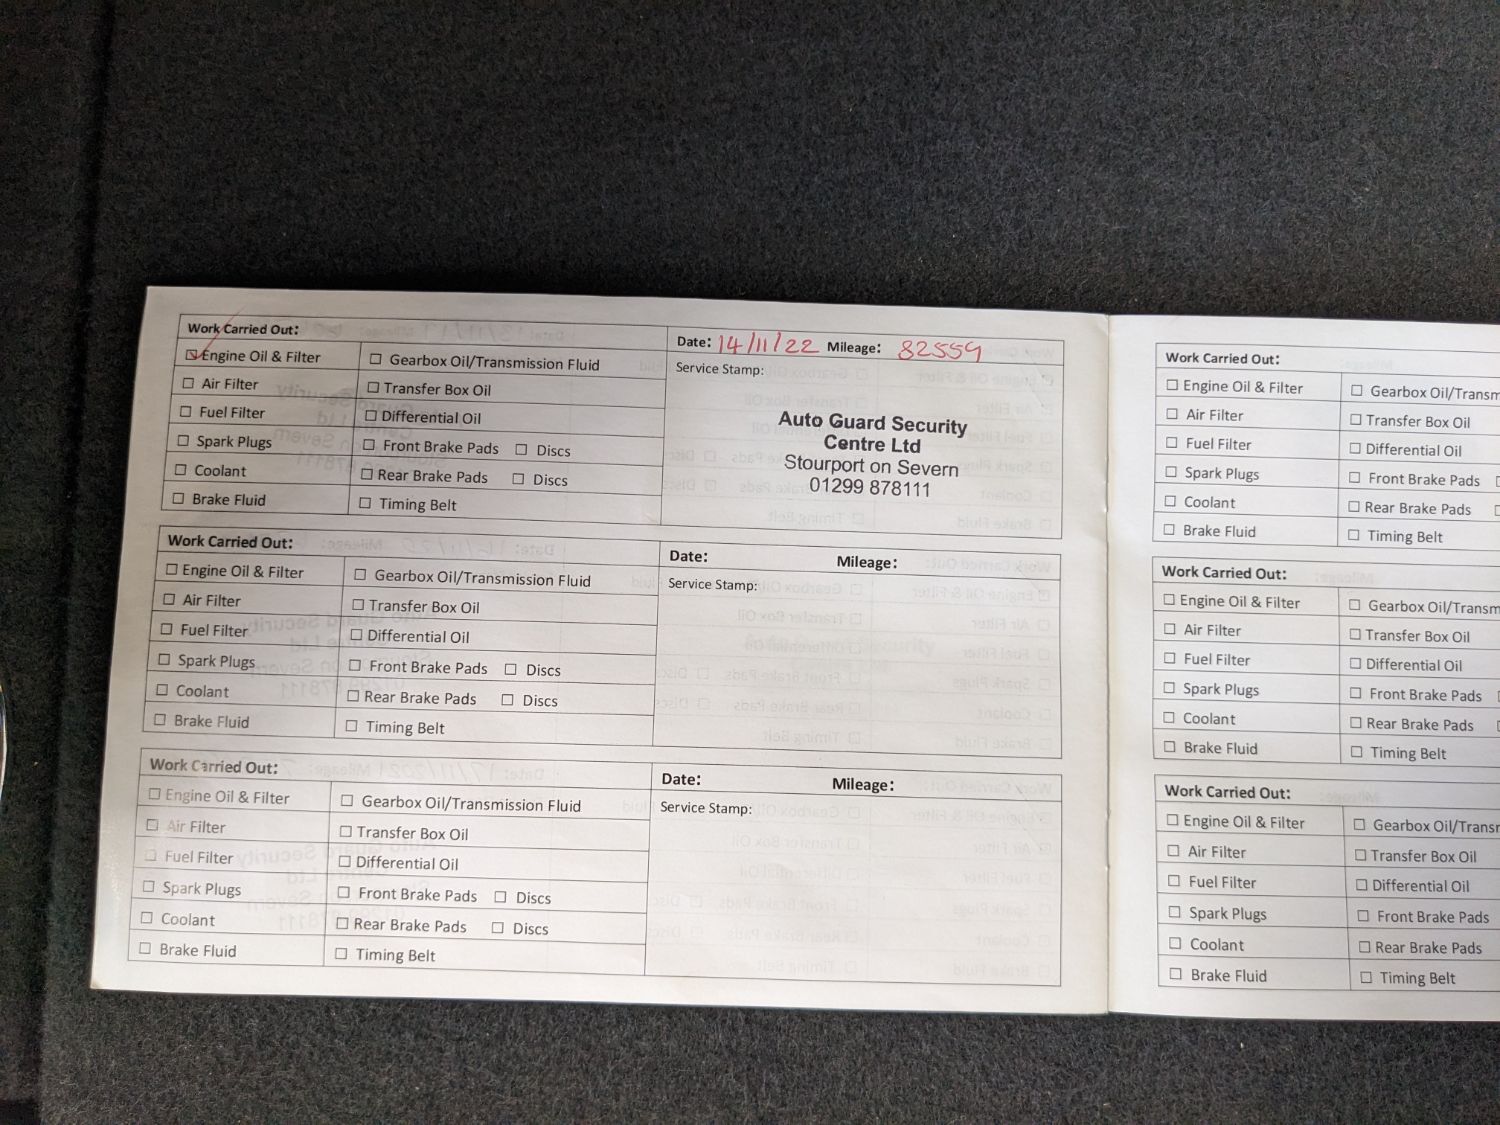 Work Carried Out:
Date: 14/11/22 Mileage: 82559
☑ Engine Oil & Filter ☐ Gearbox Oil/Transmission Fluid
Service Stamp:
☐ Air Filter ☐ Transfer Box Oil
☐ Fuel Filter ☐ Differential Oil
☐ Spark Plugs ☐ Front Brake Pads ☐ Discs
☐ Coolant ☐ Rear Brake Pads ☐ Discs
☐ Brake Fluid ☐ Timing Belt
Auto Guard Security
Centre Ltd
Stourport on Severn
01299 878111
Work Carried Out:
Date: Mileage:
☐ Engine Oil & Filter ☐ Gearbox Oil/Transmission Fluid
Service Stamp:
☐ Air Filter ☐ Transfer Box Oil
☐ Fuel Filter ☐ Differential Oil
☐ Spark Plugs ☐ Front Brake Pads ☐ Discs
☐ Coolant ☐ Rear Brake Pads ☐ Discs
☐ Brake Fluid ☐ Timing Belt
Work Carried Out:
Date: Mileage:
☐ Engine Oil & Filter ☐ Gearbox Oil/Transmission Fluid
Service Stamp:
☐ Air Filter ☐ Transfer Box Oil
☐ Fuel Filter ☐ Differential Oil
☐ Spark Plugs ☐ Front Brake Pads ☐ Discs
☐ Coolant ☐ Rear Brake Pads ☐ Discs
☐ Brake Fluid ☐ Timing Belt
Work Carried Out:
☐ Engine Oil & Filter ☐ Gearbox Oil/Transm
☐ Air Filter ☐ Transfer Box Oil
☐ Fuel Filter ☐ Differential Oil
☐ Spark Plugs ☐ Front Brake Pads
☐ Coolant ☐ Rear Brake Pads
☐ Brake Fluid ☐ Timing Belt
Work Carried Out:
☐ Engine Oil & Filter ☐ Gearbox Oil/Transm
☐ Air Filter ☐ Transfer Box Oil
☐ Fuel Filter ☐ Differential Oil
☐ Spark Plugs ☐ Front Brake Pads
☐ Coolant ☐ Rear Brake Pads
☐ Brake Fluid ☐ Timing Belt
Work Carried Out:
☐ Engine Oil & Filter ☐ Gearbox Oil/Trans
☐ Air Filter ☐ Transfer Box Oil
☐ Fuel Filter ☐ Differential Oil
☐ Spark Plugs ☐ Front Brake Pads
☐ Coolant ☐ Rear Brake Pads
☐ Brake Fluid ☐ Timing Belt